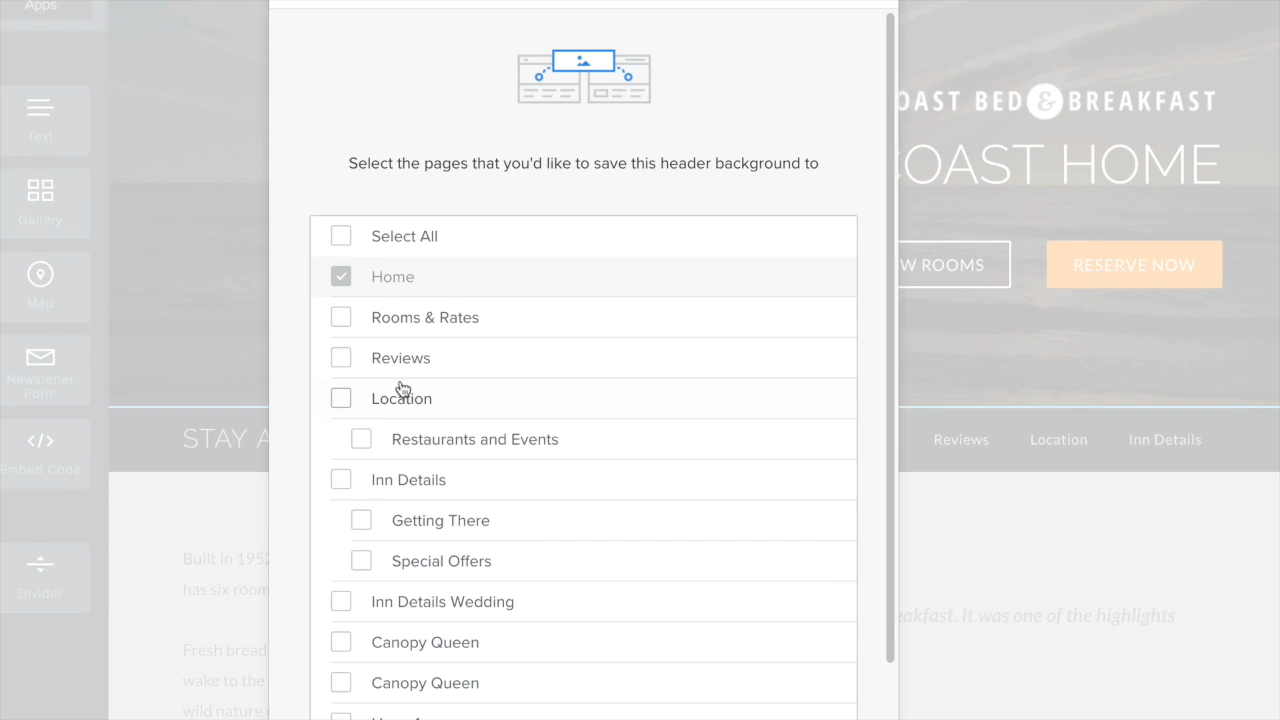 Apps
Text
Gallery
Map
Newsletter
Form
</>
Embed Code
Divider
Select the pages that you'd like to save this header background to
Select All
Home
Rooms & Rates
Reviews
Location
Restaurants and Events
Inn Details
Getting There
Special Offers
Inn Details Wedding
Canopy Queen
Canopy Queen
OAST BED & BREAKFAST
COAST HOME
W ROOMS
RESERVE NOW
STAY A
Reviews
Location
Inn Details
Built in 1952
has six room
Fresh bread
wake to the
wild nature
eakfast. It was one of the highlights